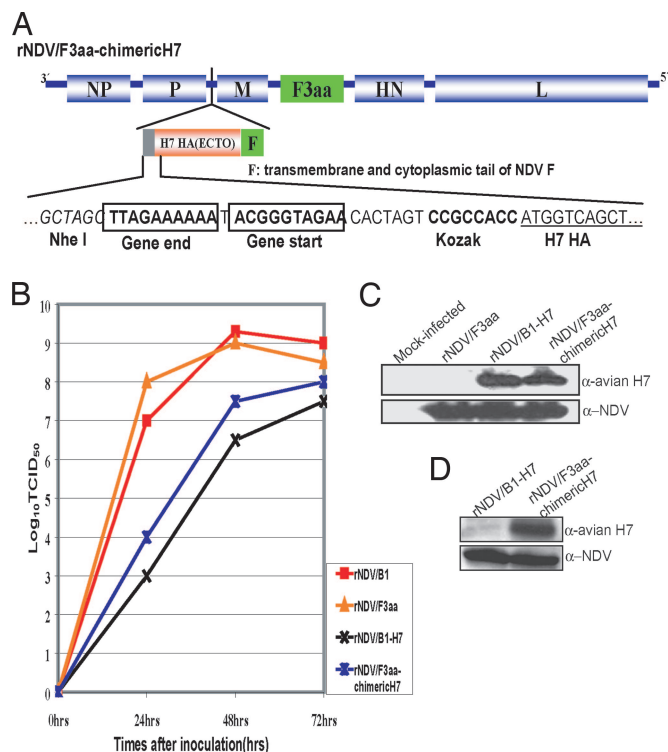 A
rNDV/F3aa-chimericH7
3´ NP P M F3aa HN L 5´
H7 HA(ECTO) F
F: transmembrane and cytoplasmic tail of NDV F
...GCTAGC TTAGAAAAAA T ACGGGTAGAA CACTAGT CCGCCACC ATGGTCAGCT...
Nhe I Gene end Gene start Kozak H7 HA
B
Log10TCID50
10
9
8
7
6
5
4
3
2
1
0
0hrs 24hrs 48hrs 72hrs
Times after inoculation(hrs)
rNDV/B1
rNDV/F3aa
rNDV/B1-H7
rNDV/F3aa-
chimericH7
C
Mock-infected
rNDV/F3aa
rNDV/B1-H7
rNDV/F3aa-
chimericH7
α-avian H7
α–NDV
D
rNDV/B1-H7
rNDV/F3aa-
chimericH7
α-avian H7
α–NDV